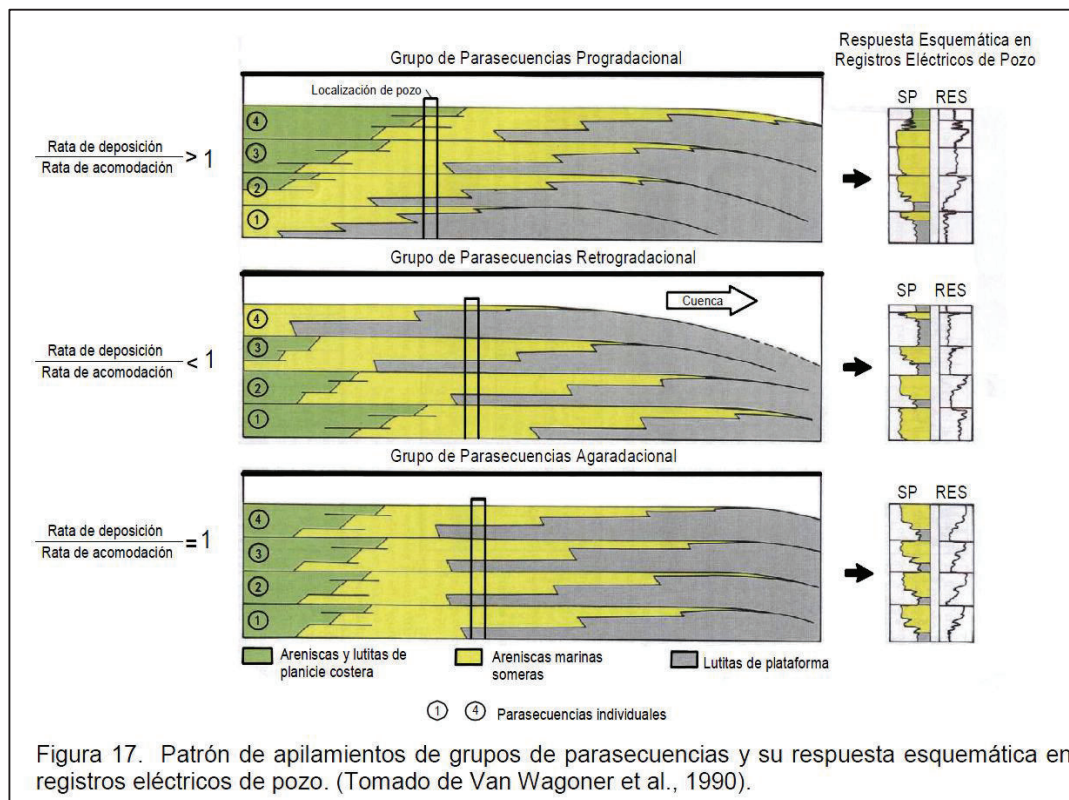 Grupo de Parasecuencias Progradacional
Respuesta Esquemática en
Registros Eléctricos de Pozo
Localización de pozo
SP RES
4
3
2
1
Rata de deposición
Rata de acomodación
> 1
Grupo de Parasecuencias Retrogradacional
Cuenca
SP RES
4
3
2
1
Rata de deposición
Rata de acomodación
< 1
Grupo de Parasecuencias Agaradacional
SP RES
4
3
2
1
Rata de deposición
Rata de acomodación
= 1
Areniscas y lutitas de
planicie costera
Areniscas marinas
someras
Lutitas de plataforma
1 4 Parasecuencias individuales
Figura 17. Patrón de apilamientos de grupos de parasecuencias y su respuesta esquemática en
registros eléctricos de pozo. (Tomado de Van Wagoner et al., 1990).